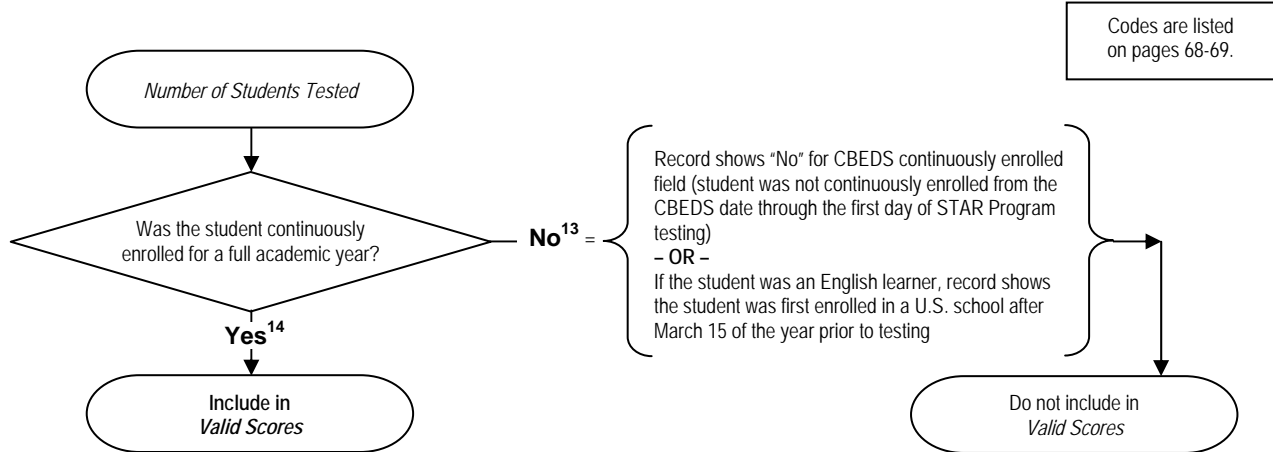 Codes are listed
on pages 68-69.
Number of Students Tested
Was the student continuously
enrolled for a full academic year?
No13 =
Record shows "No" for CBEDS continuously enrolled
field (student was not continuously enrolled from the
CBEDS date through the first day of STAR Program
testing)
– OR –
If the student was an English learner, record shows
the student was first enrolled in a U.S. school after
March 15 of the year prior to testing
Yes14
Include in
Valid Scores
Do not include in
Valid Scores